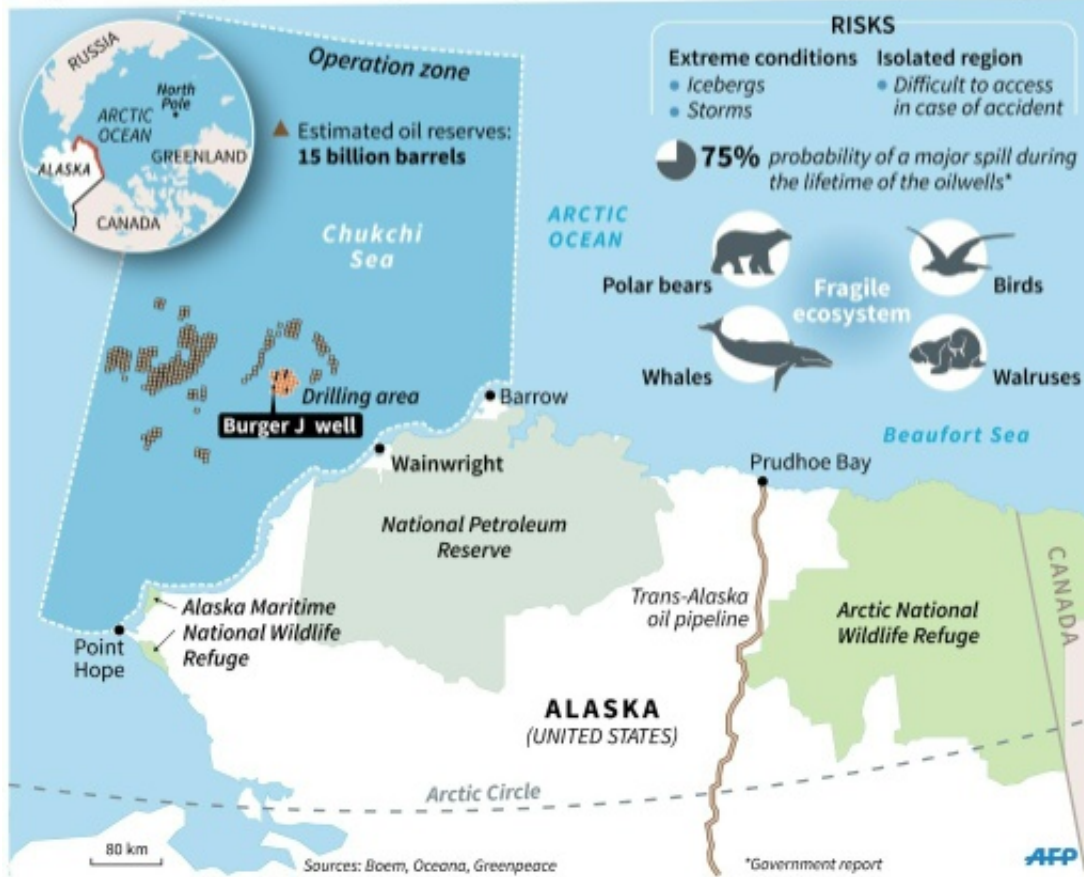 RUSSIA
North
Pole
ARCTIC
OCEAN
GREENLAND
ALASKA
CANADA
Operation zone
Estimated oil reserves:
15 billion barrels
Chukchi
Sea
ARCTIC
OCEAN
RISKS
Extreme conditions
• Icebergs
• Storms
Isolated region
• Difficult to access
in case of accident
75% probability of a major spill during
the lifetime of the oilwells*
Polar bears
Birds
Fragile
ecosystem
Whales
Walruses
Drilling area
Burger J well
Barrow
Beaufort Sea
Wainwright
Prudhoe Bay
National Petroleum
Reserve
CANADA
Alaska Maritime
National Wildlife
Refuge
Trans-Alaska
oil pipeline
Arctic National
Wildlife Refuge
Point
Hope
ALASKA
(UNITED STATES)
Arctic Circle
80 km
Sources: Boem, Oceana, Greenpeace
*Government report
AFP